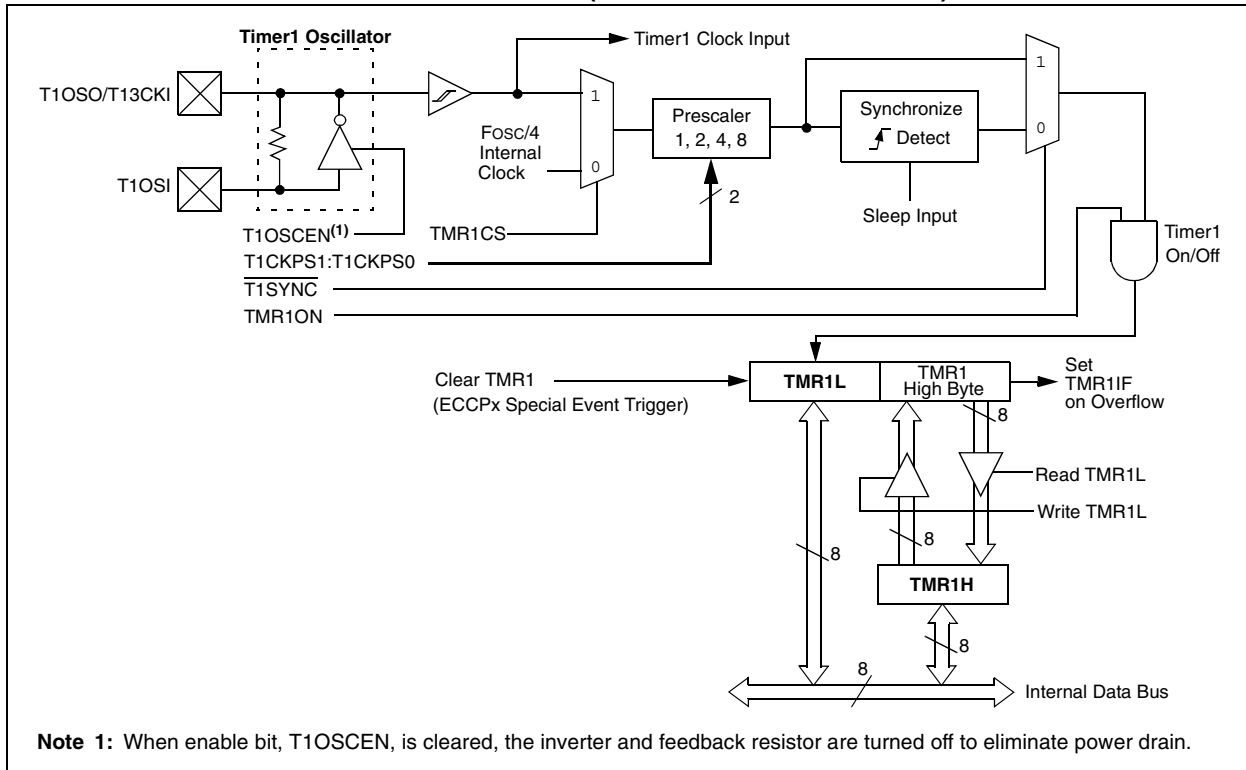 Timer1 Oscillator
Timer1 Clock Input
T1OSO/T13CKI
1
FOSC/4
Internal
Clock
0
Prescaler
1, 2, 4, 8
Synchronize
Detect
1
0
T1OSI
2
Sleep Input
T1OSCEN(1)
TMR1CS
T1CKPS1:T1CKPS0
T1SYNC
TMR1ON
Timer1
On/Off
Clear TMR1
(ECCPx Special Event Trigger)
TMR1L
TMR1
High Byte
Set
TMR1IF
on Overflow
8
Read TMR1L
Write TMR1L
8
8
TMR1H
8
8
Internal Data Bus
Note 1: When enable bit, T1OSCEN, is cleared, the inverter and feedback resistor are turned off to eliminate power drain.